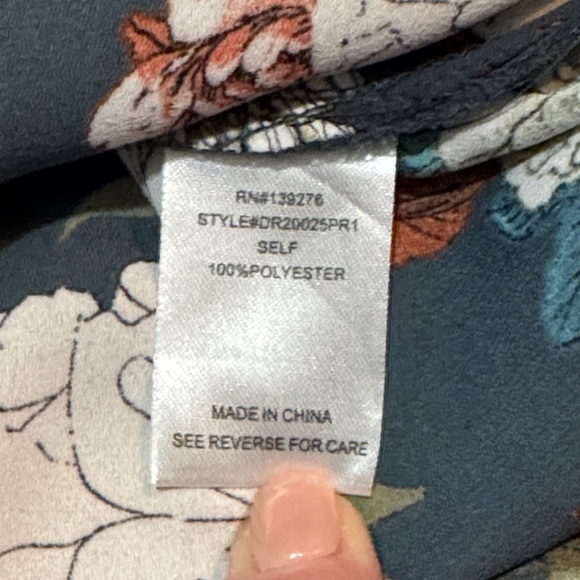 RN#139276
STYLE#DR20025PR1
SELF
100%POLYESTER
MADE IN CHINA
SEE REVERSE FOR CARE